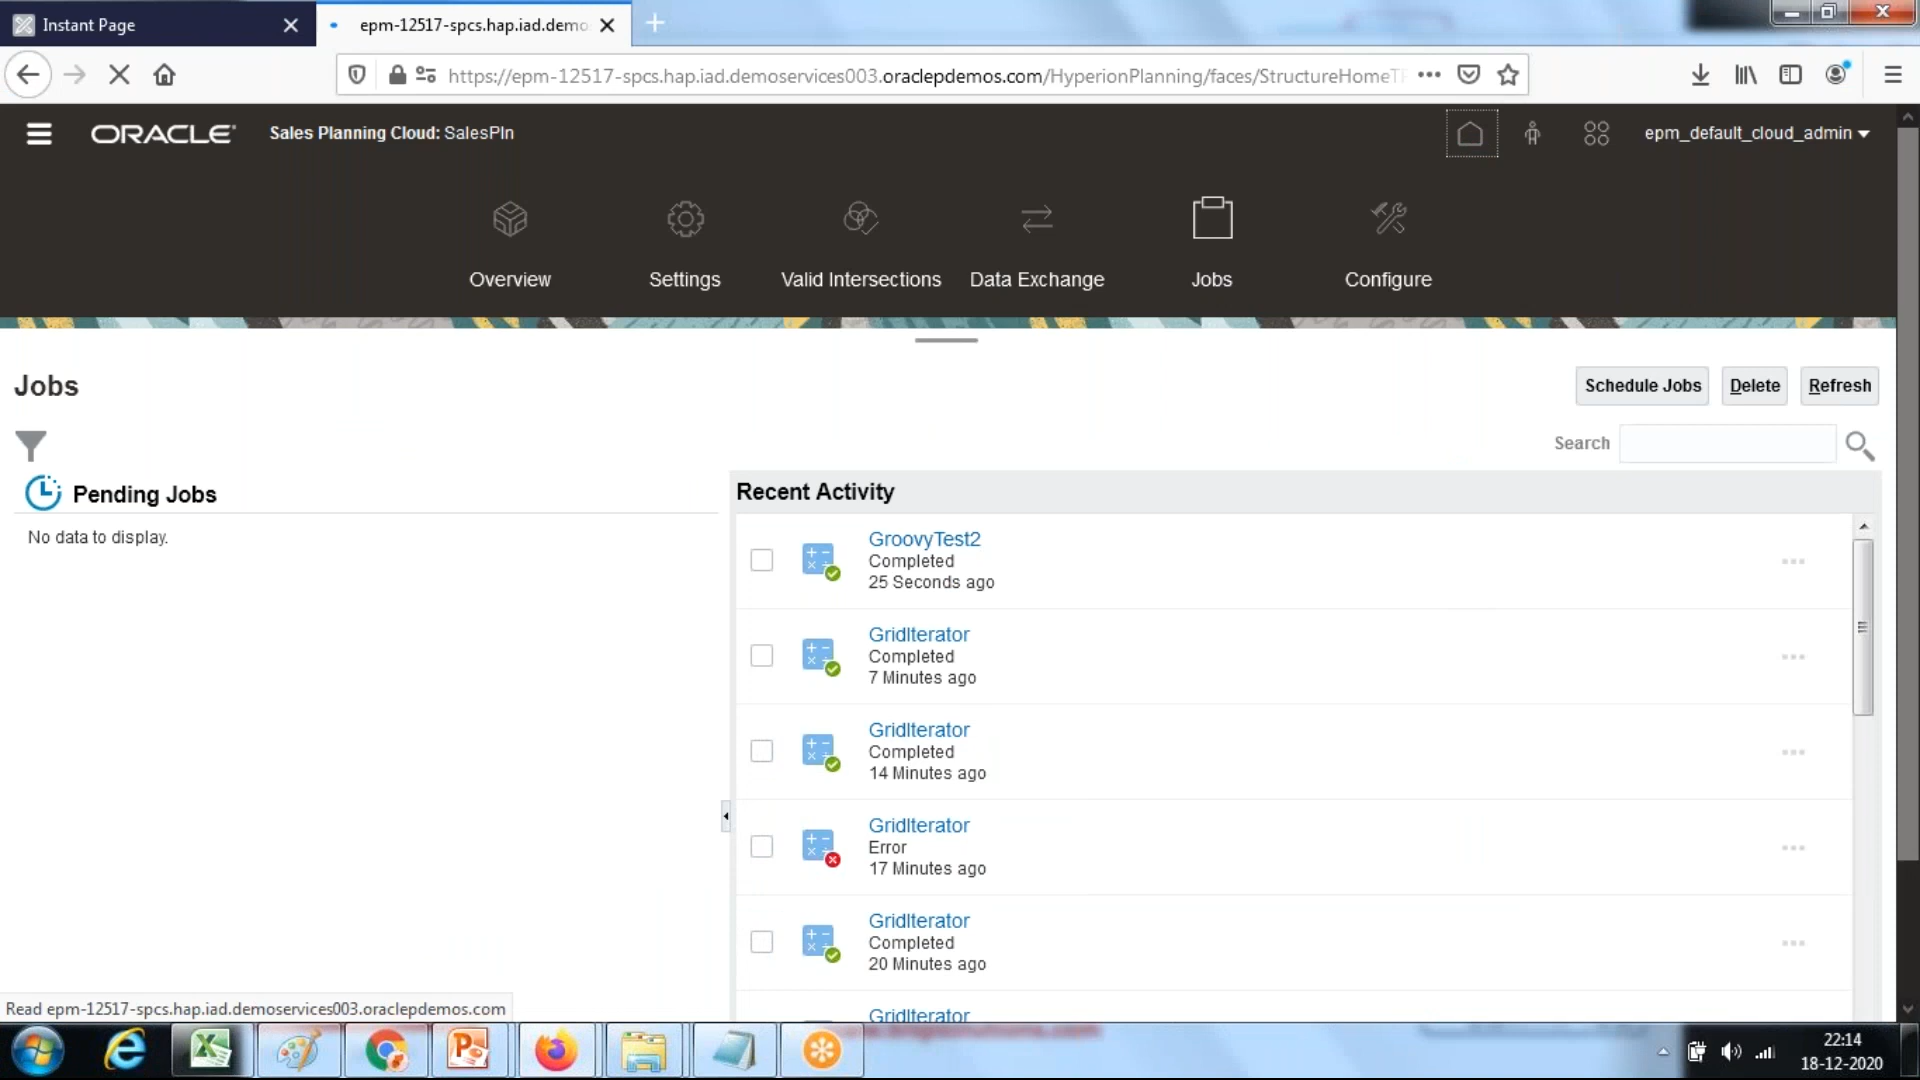 Instant Page
epm-12517-spcs.hap.iad.demo
https://epm-12517-spcs.hap.iad.demoservices003.oraclepdemos.com/HyperionPlanning/faces/StructureHomeTF
ORACLE
Sales Planning Cloud: SalesPln
epm_default_cloud_admin
Overview
Settings
Valid Intersections
Data Exchange
Jobs
Configure
Jobs
Schedule Jobs
Delete
Refresh
Search
Pending Jobs
No data to display.
Recent Activity
GroovyTest2
Completed
25 Seconds ago
GridIterator
Completed
7 Minutes ago
GridIterator
Completed
14 Minutes ago
GridIterator
Error
17 Minutes ago
GridIterator
Completed
20 Minutes ago
GridIterator
Read epm-12517-spcs.hap.iad.demoservices003.oraclepdemos.com
22:14
18-12-2020